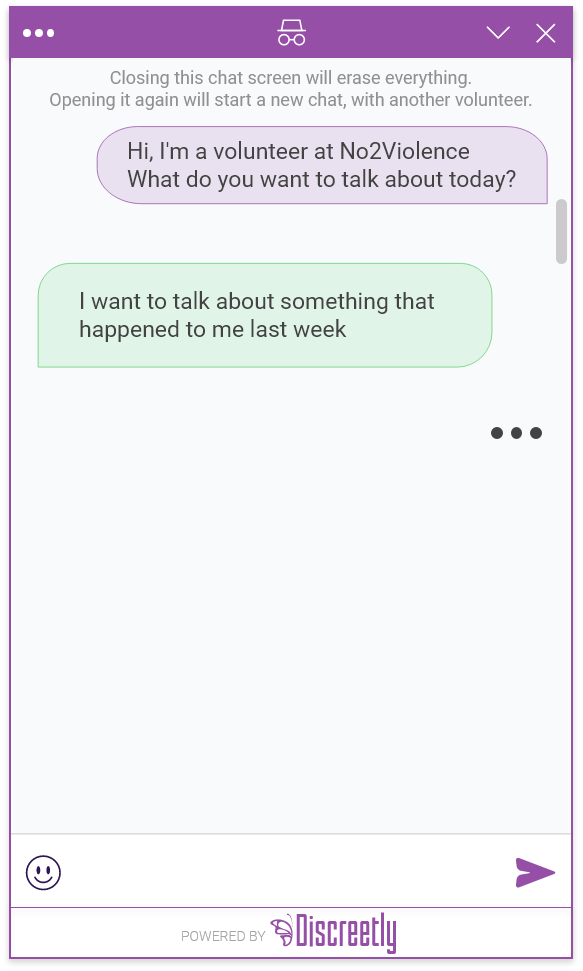 Closing this chat screen will erase everything.
Opening it again will start a new chat, with another volunteer.
Hi, I'm a volunteer at No2Violence
What do you want to talk about today?
I want to talk about something that
happened to me last week
POWERED BY Discreetly